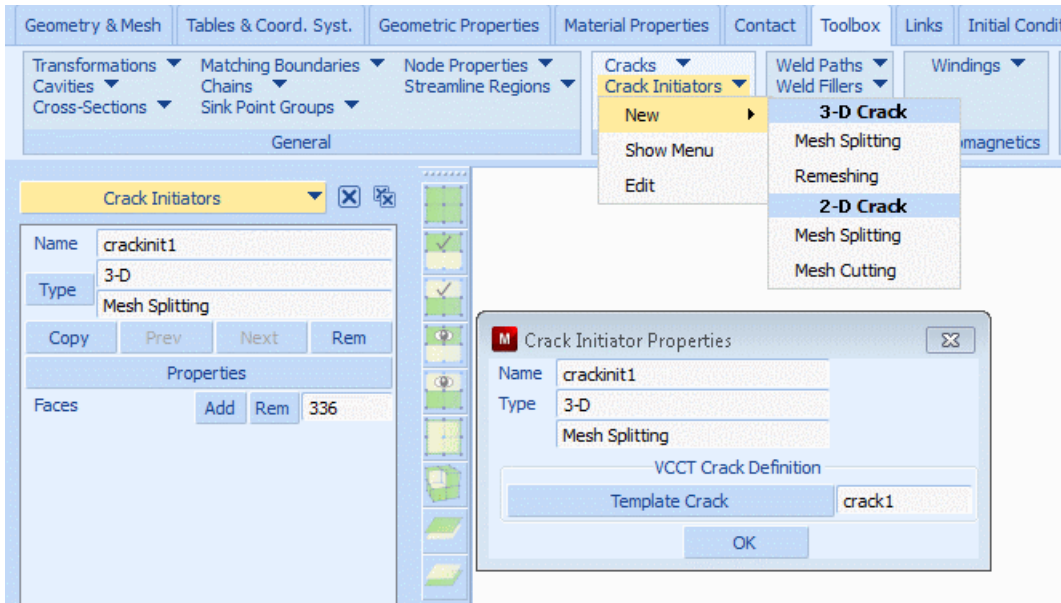 Geometry & Mesh Tables & Coord. Syst. Geometric Properties Material Properties Contact Toolbox Links Initial Condi
Transformations Matching Boundaries Node Properties Cracks Weld Paths Windings
Cavities Chains Streamline Regions Crack Initiators Weld Fillers
Cross-Sections Sink Point Groups
General
omagnetics
New
Show Menu
Edit
3-D Crack
Mesh Splitting
Remeshing
2-D Crack
Mesh Splitting
Mesh Cutting
Crack Initiators
Name crackinit1
Type 3-D
Mesh Splitting
Copy Prev Next Rem
Properties
Faces Add Rem 336
M Crack Initiator Properties
Name crackinit1
Type 3-D
Mesh Splitting
VCCT Crack Definition
Template Crack crack1
OK